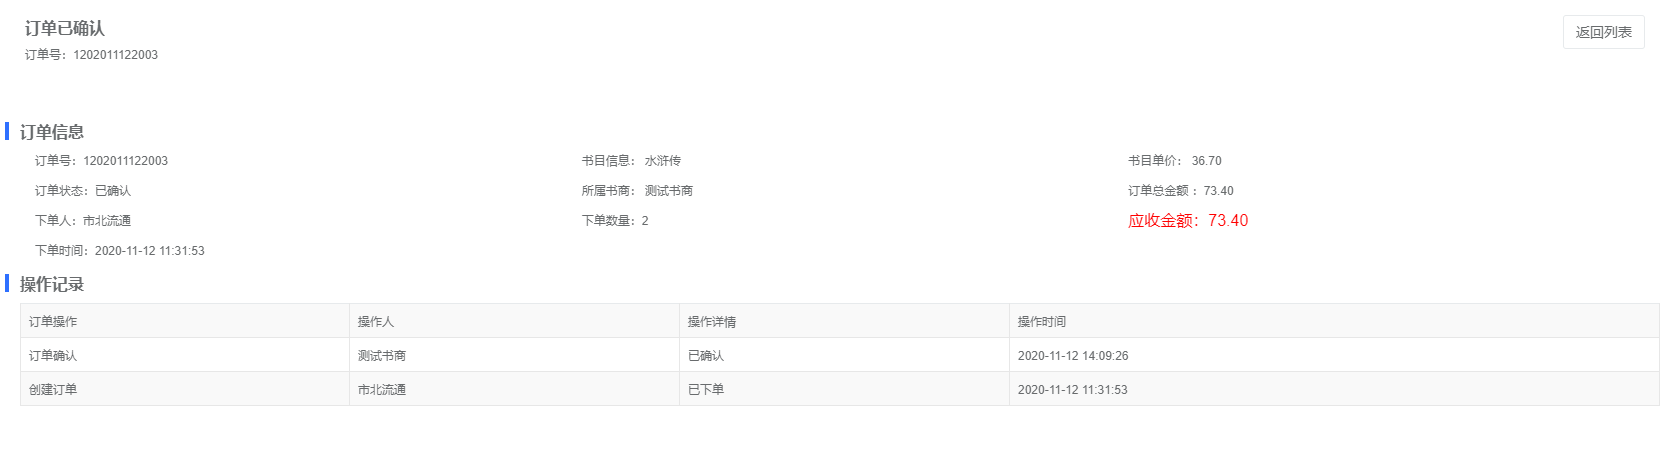 订单已确认
返回列表
订单号：1202011122003
订单信息
订单号：1202011122003 书目信息： 水浒传 书目单价： 36.70
订单状态：已确认 所属书商： 测试书商 订单总金额 ：73.40
下单人：市北流通 下单数量：2 应收金额：73.40
下单时间：2020-11-12 11:31:53
操作记录
订单操作 操作人 操作详情 操作时间
订单确认 测试书商 已确认 2020-11-12 14:09:26
创建订单 市北流通 已下单 2020-11-12 11:31:53